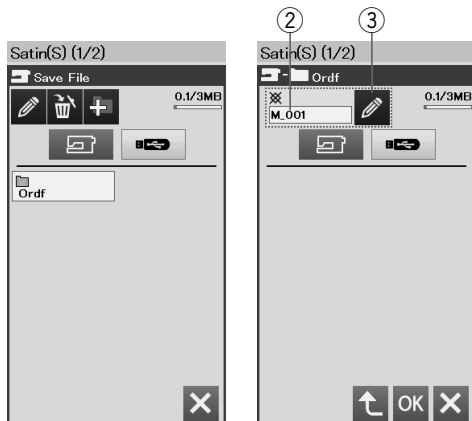 Satin(S) (1/2)
Save File
0.1/3MB
Ordf
② ③
Satin(S) (1/2)
- Ordf
M_001
0.1/3MB
OK